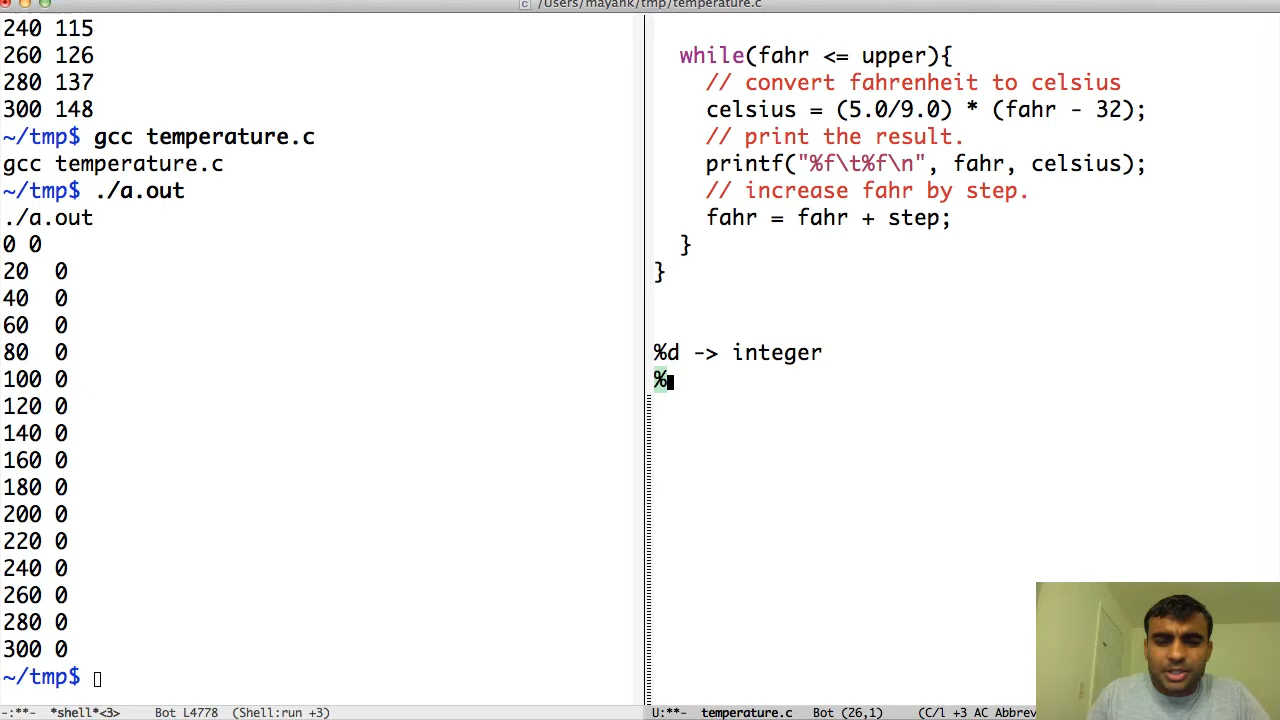 /Users/mayank/tmp/temperature.c
240 115
260 126
280 137
300 148
~/tmp$ gcc temperature.c
gcc temperature.c
~/tmp$ ./a.out
./a.out
0 0
20 0
40 0
60 0
80 0
100 0
120 0
140 0
160 0
180 0
200 0
220 0
240 0
260 0
280 0
300 0
~/tmp$
-:**- *shell*<3> Bot L4778 (Shell:run +3)
while(fahr <= upper){
// convert fahrenheit to celsius
celsius = (5.0/9.0) * (fahr - 32);
// print the result.
printf("%f\t%f\n", fahr, celsius);
// increase fahr by step.
fahr = fahr + step;
}
}
%d -> integer
%
U:**- temperature.c Bot (26,1) (C/l +3 AC Abbrev